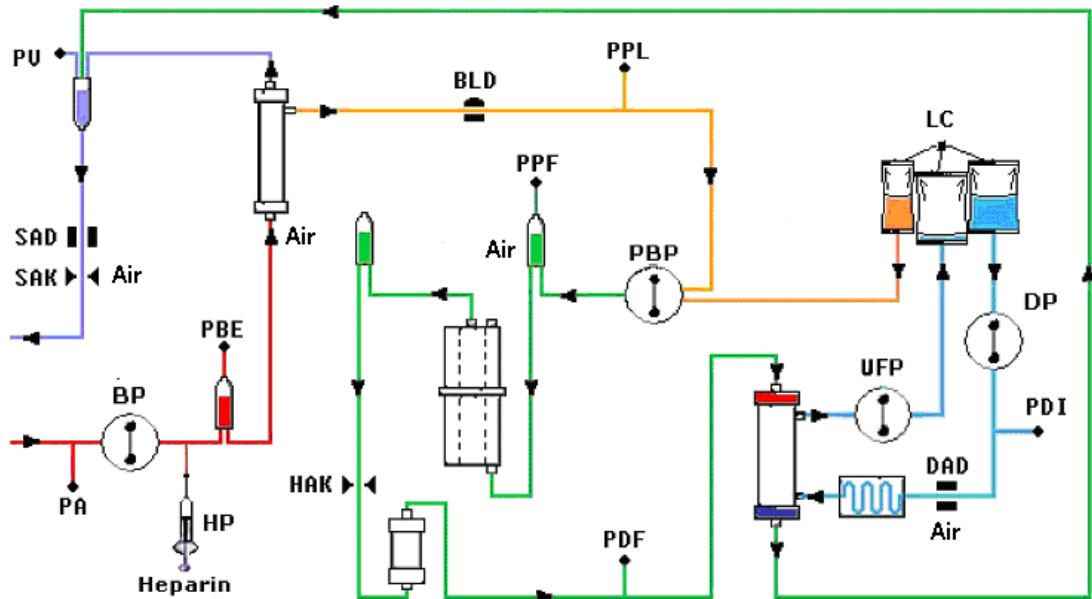 PV
BLD
PPL
LC
PPF
SAD
Air
Air
PBP
SAK
Air
DP
PBE
UFP
BP
PDI
DAD
HAK
PA
HP
Air
PDF
Heparin